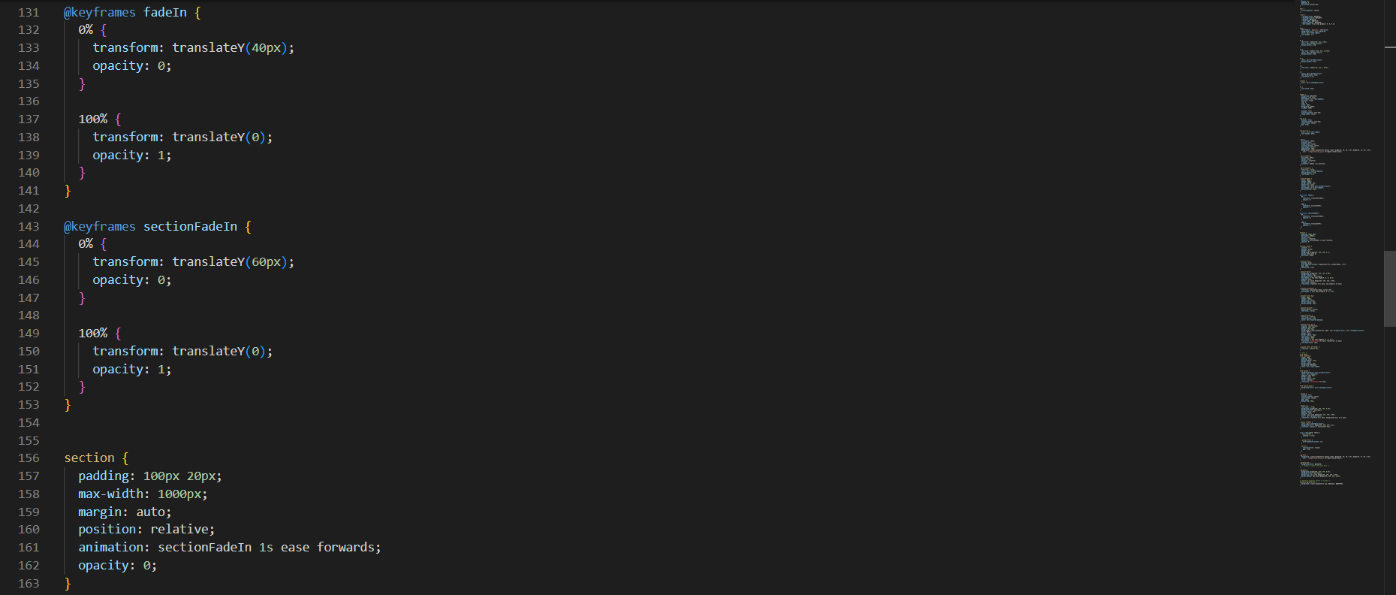 131 @keyframes fadeIn {
132 0% {
133 transform: translateY(40px);
134 opacity: 0;
135 }
136
137 100% {
138 transform: translateY(0);
139 opacity: 1;
140 }
141 }
142
143 @keyframes sectionFadeIn {
144 0% {
145 transform: translateY(60px);
146 opacity: 0;
147 }
148
149 100% {
150 transform: translateY(0);
151 opacity: 1;
152 }
153 }
154
155
156 section {
157 padding: 100px 20px;
158 max-width: 1000px;
159 margin: auto;
160 position: relative;
161 animation: sectionFadeIn 1s ease forwards;
162 opacity: 0;
163 }